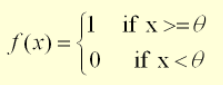 f(x) = { 1 if x >= θ
0 if x < θ